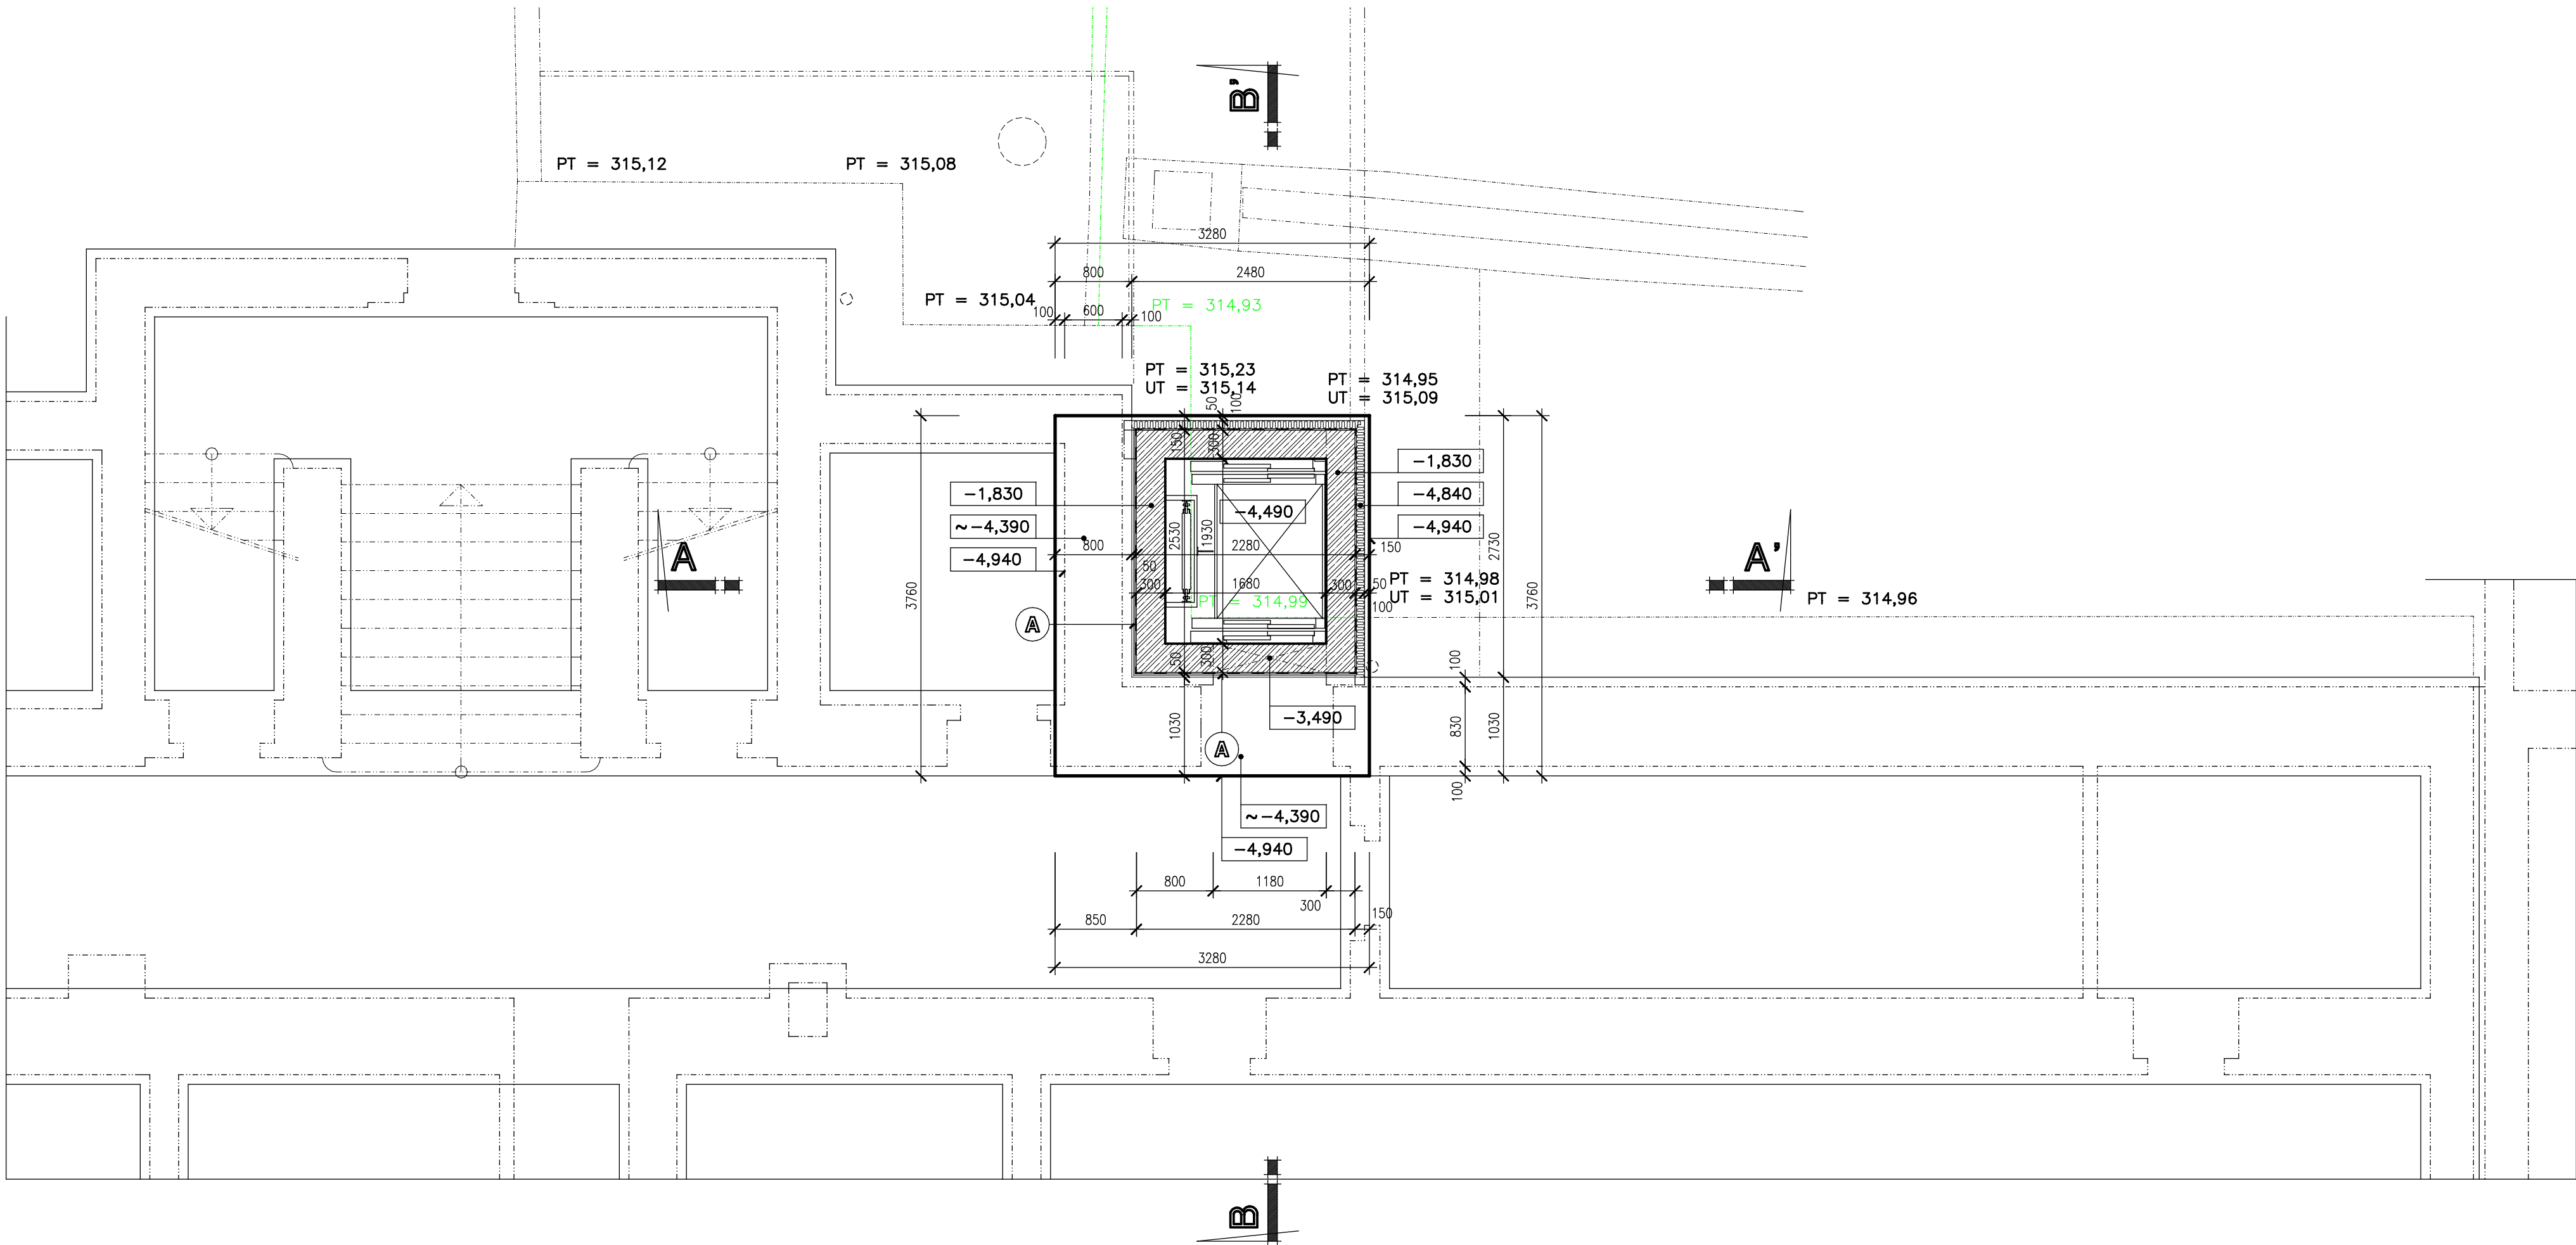 B'
PT = 315,12
PT = 315,08
3280
800
2480
PT = 315,04
PT = 314,93
100
600
100
PT = 315,23
UT = 315,14
PT = 314,95
UT = 315,09
50
100
150
300
-1,830
-1,830
-4,840
-4,490
~-4,390
-4,940
2530
1930
2730
A
A'
800
2280
150
-4,940
50
300
1680
300
50
PT = 314,98
3760
3760
PT = 314,99
UT = 315,01
100
PT = 314,96
A
50
300
100
-3,490
1030
830
1030
A
100
~-4,390
-4,940
800
1180
300
850
2280
150
3280
B